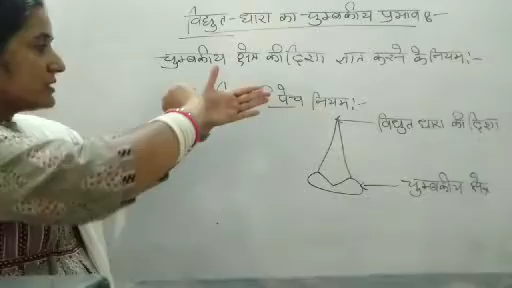 विद्युत-धारा का चुम्बकीय प्रभाव :-
चुम्बकीय क्षेत्र की दिशा ज्ञात करने के नियम :-
पेंच नियम :-
विद्युत धारा की दिशा
चुम्बकीय क्षेत्र